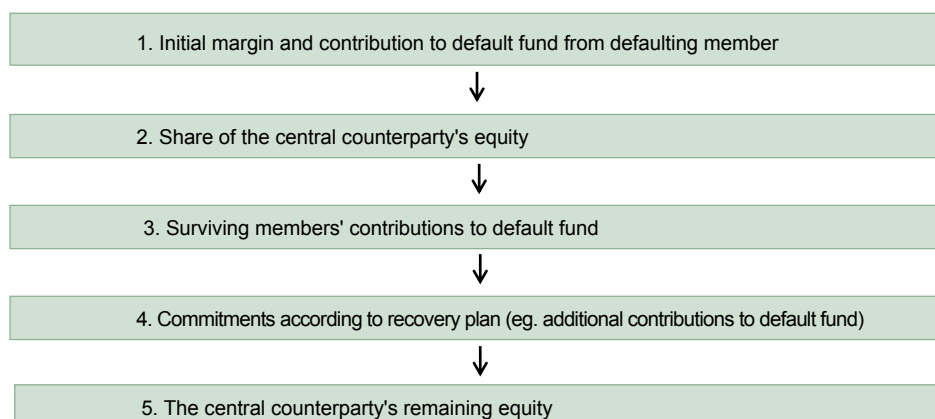 1. Initial margin and contribution to default fund from defaulting member
2. Share of the central counterparty's equity
3. Surviving members' contributions to default fund
4. Commitments according to recovery plan (eg. additional contributions to default fund)
5. The central counterparty's remaining equity